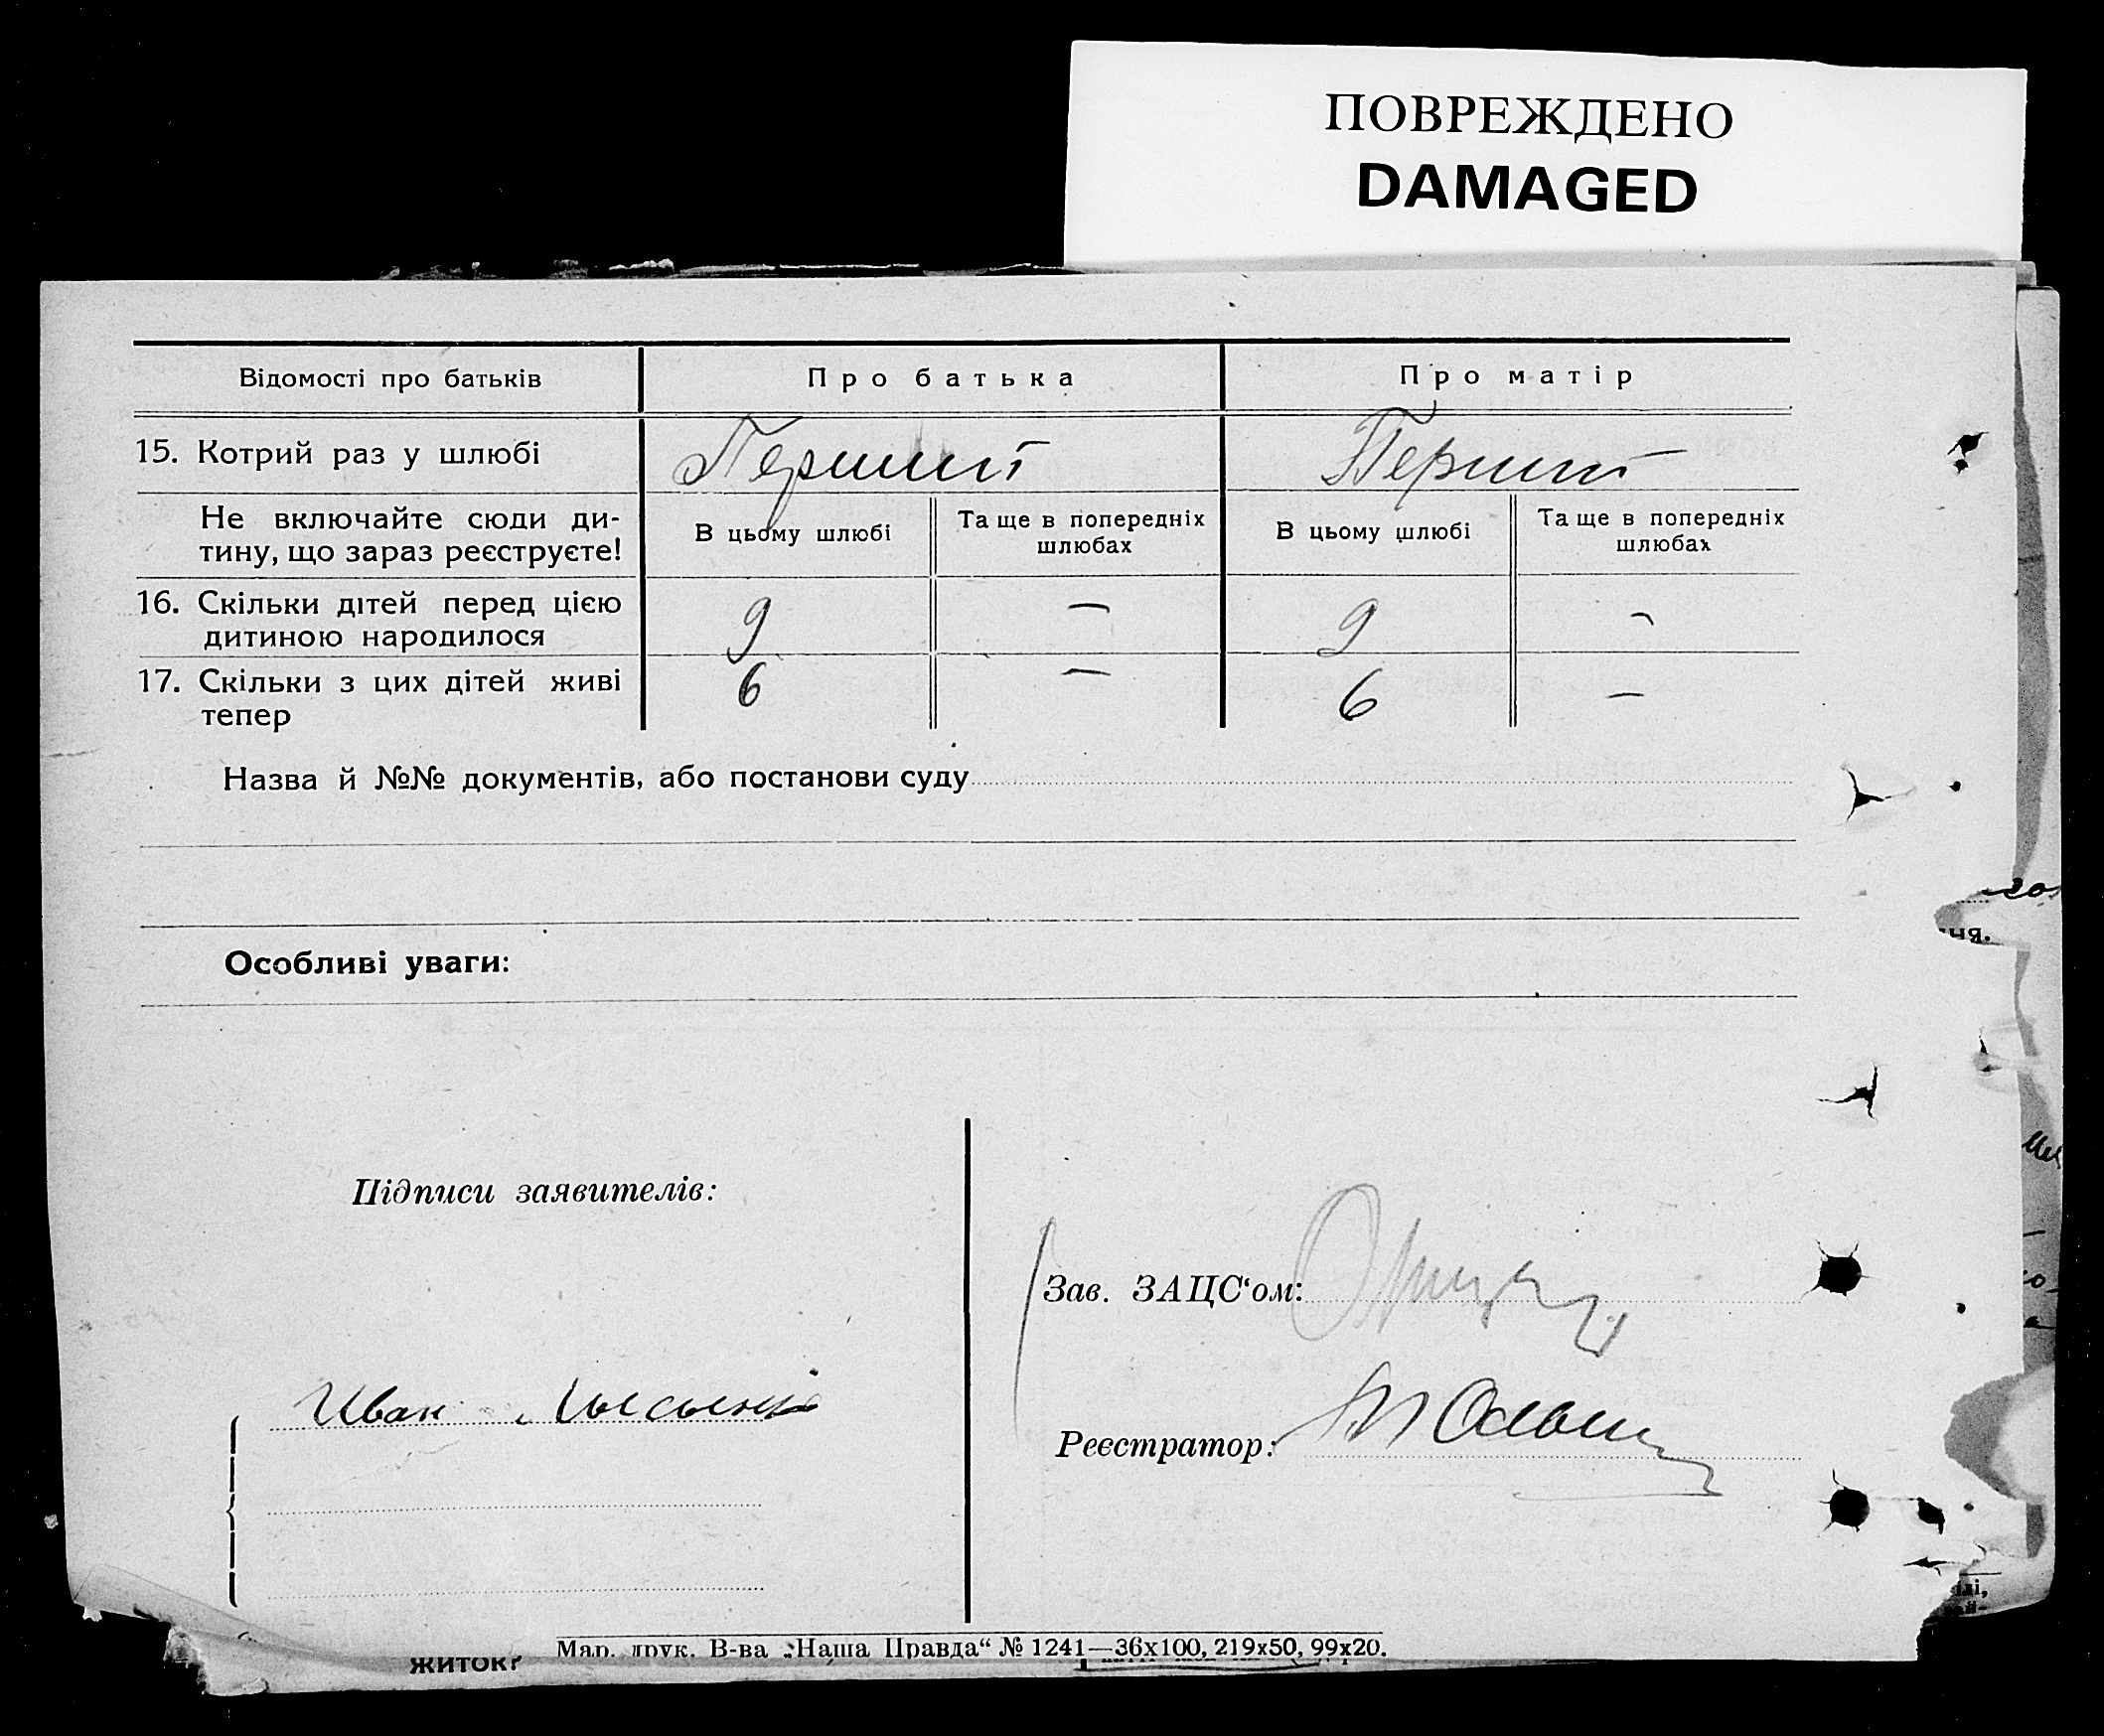 ПОВРЕЖДЕНО
DAMAGED
Відомості про батьків
Про батька
Про матір
15. Котрий раз у шлюбі
Перший
Перший
Не включайте сюди ди-
тину, що зараз реєструєте!
В цьому шлюбі
Та ще в попередніх
шлюбах
В цьому шлюбі
Та ще в попередніх
шлюбах
16. Скільки дітей перед цією
дитиною народилося
9
—
9
—
17. Скільки з цих дітей живі
тепер
6
—
6
—
Назва й №№ документів, або постанови суду
Особливі уваги:
Підписи заявителів:
Зав. ЗАЦС‘ом:
Иван
Реєстратор:
Мар. друк. В-ва „Наша Правда“ № 1241—36х100, 219х50, 99х20.